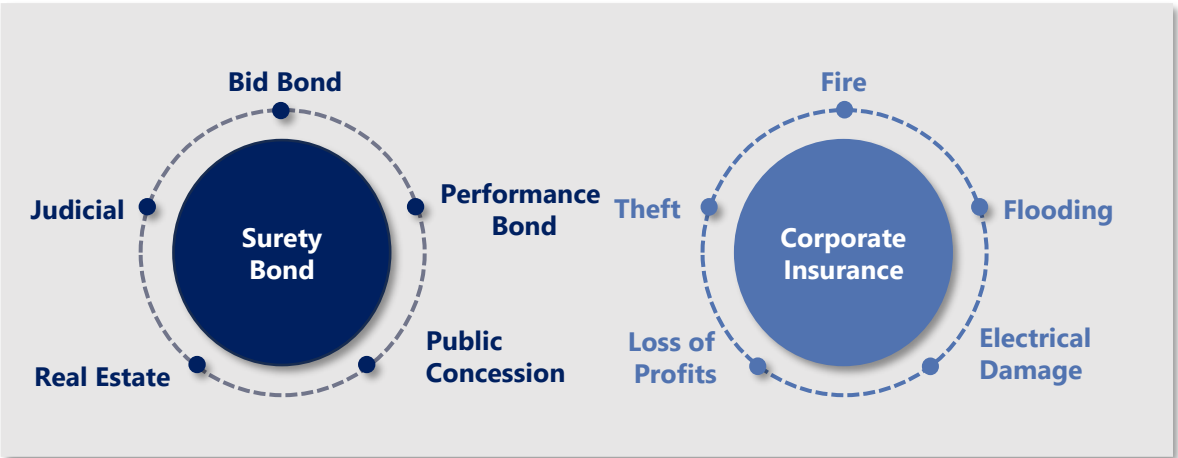 Bid Bond
Judicial
Performance
Bond
Surety
Bond
Real Estate
Public
Concession
Fire
Theft
Flooding
Corporate
Insurance
Loss of
Profits
Electrical
Damage